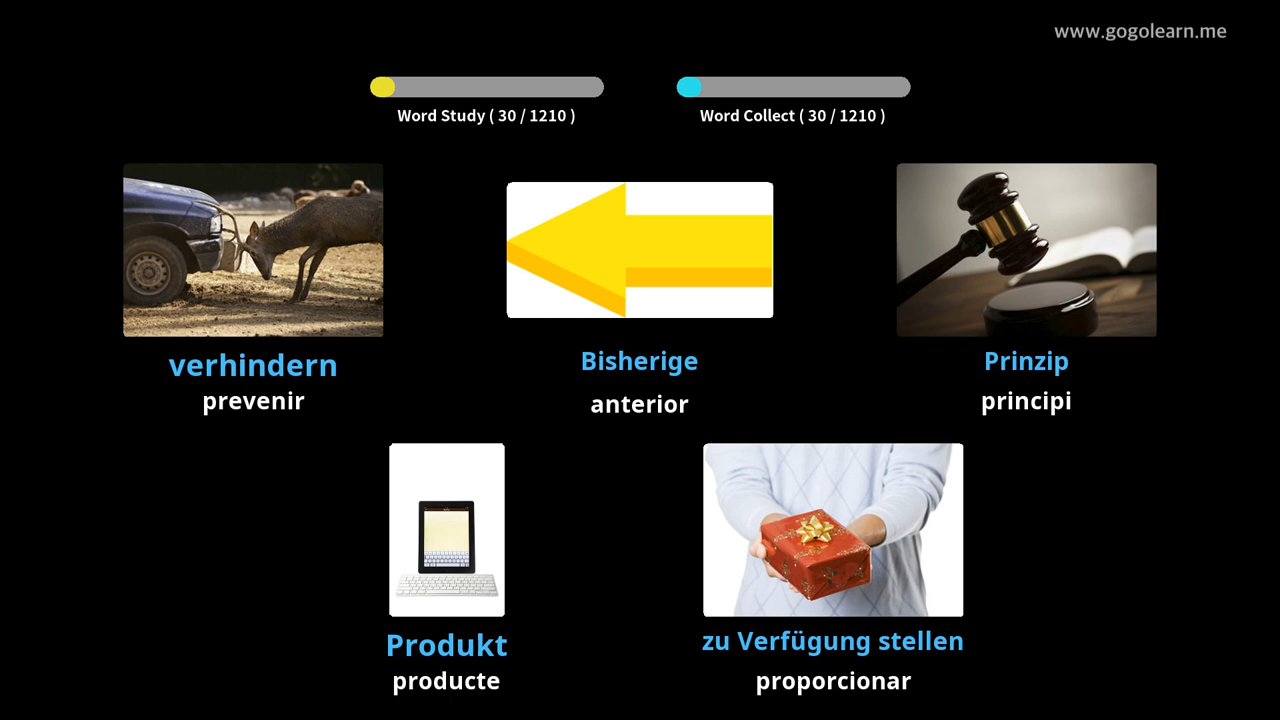 www.gogolearn.me
Word Study ( 30 / 1210 )
Word Collect ( 30 / 1210 )
verhindern
prevenir
Bisherige
anterior
Prinzip
principi
Produkt
producte
zu Verfügung stellen
proporcionar